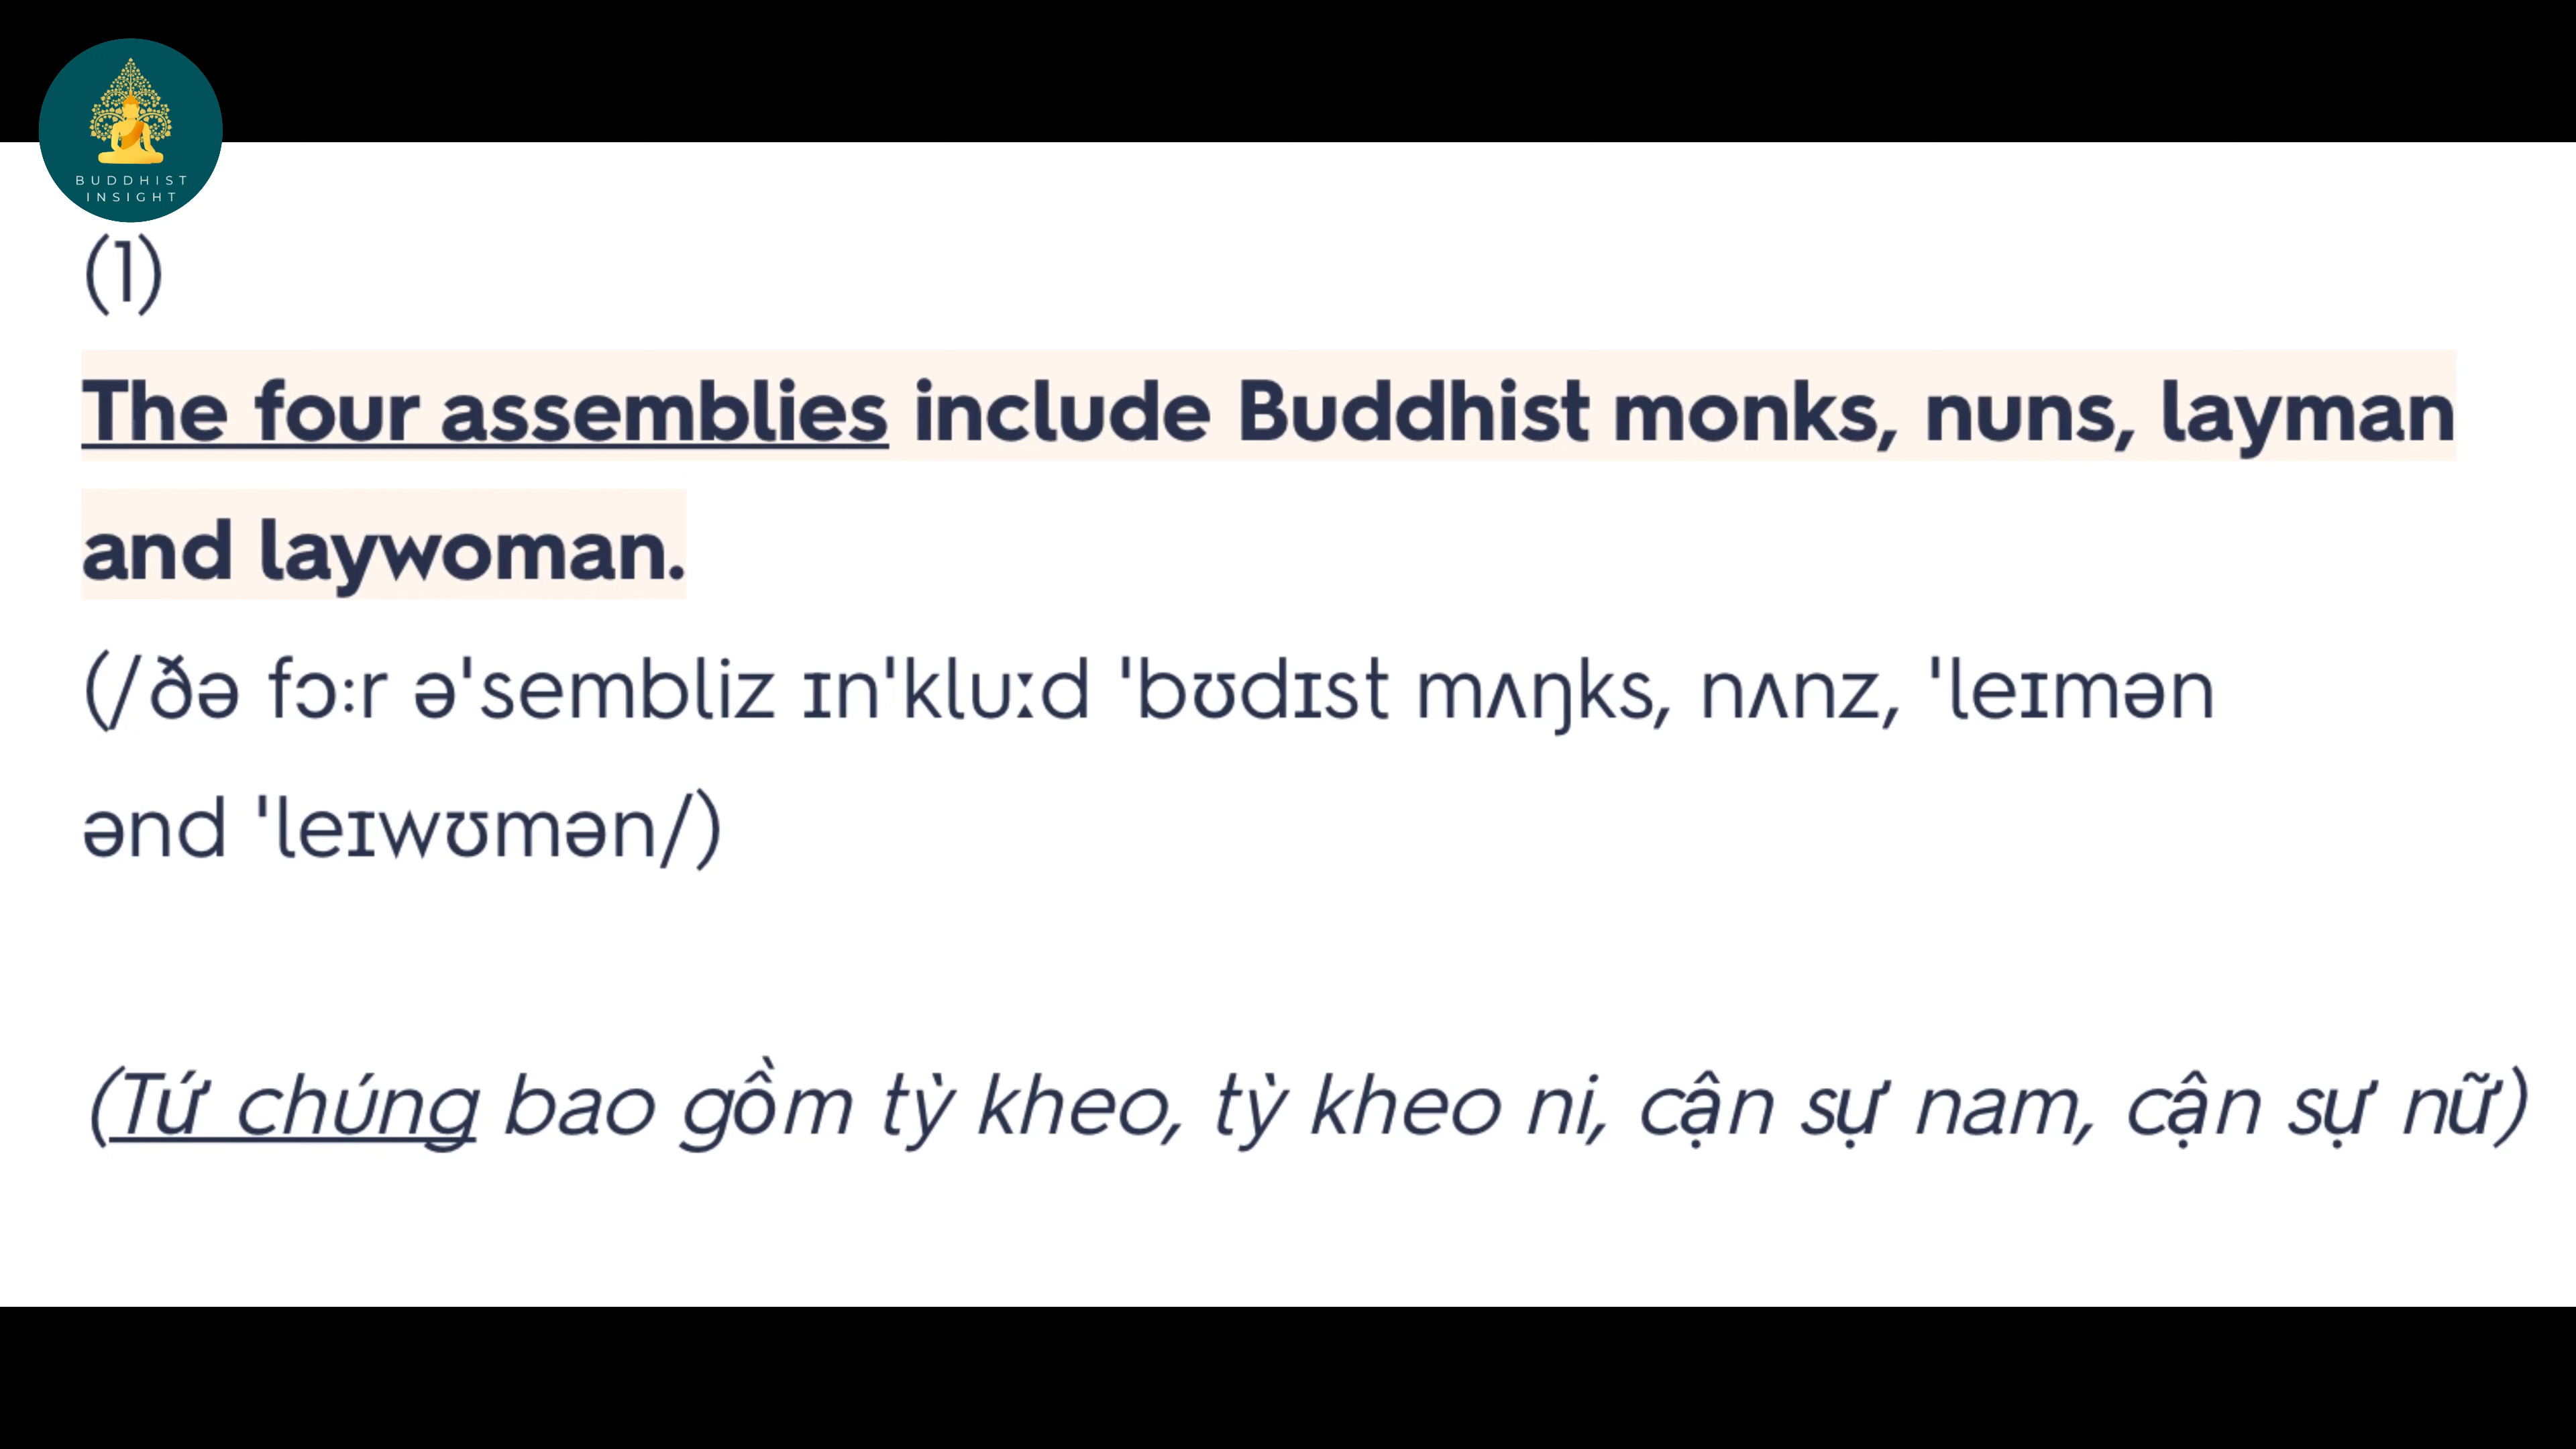 BUDDHIST
INSIGHT
(1)
The four assemblies include Buddhist monks, nuns, layman
and laywoman.
(/ðə fɔːr ə'sembliz ɪn'kluːd 'bʊdɪst mʌŋks, nʌnz, 'leɪmən
ənd 'leɪwʊmən/)
(Tứ chúng bao gồm tỳ kheo, tỳ kheo ni, cận sự nam, cận sự nữ)